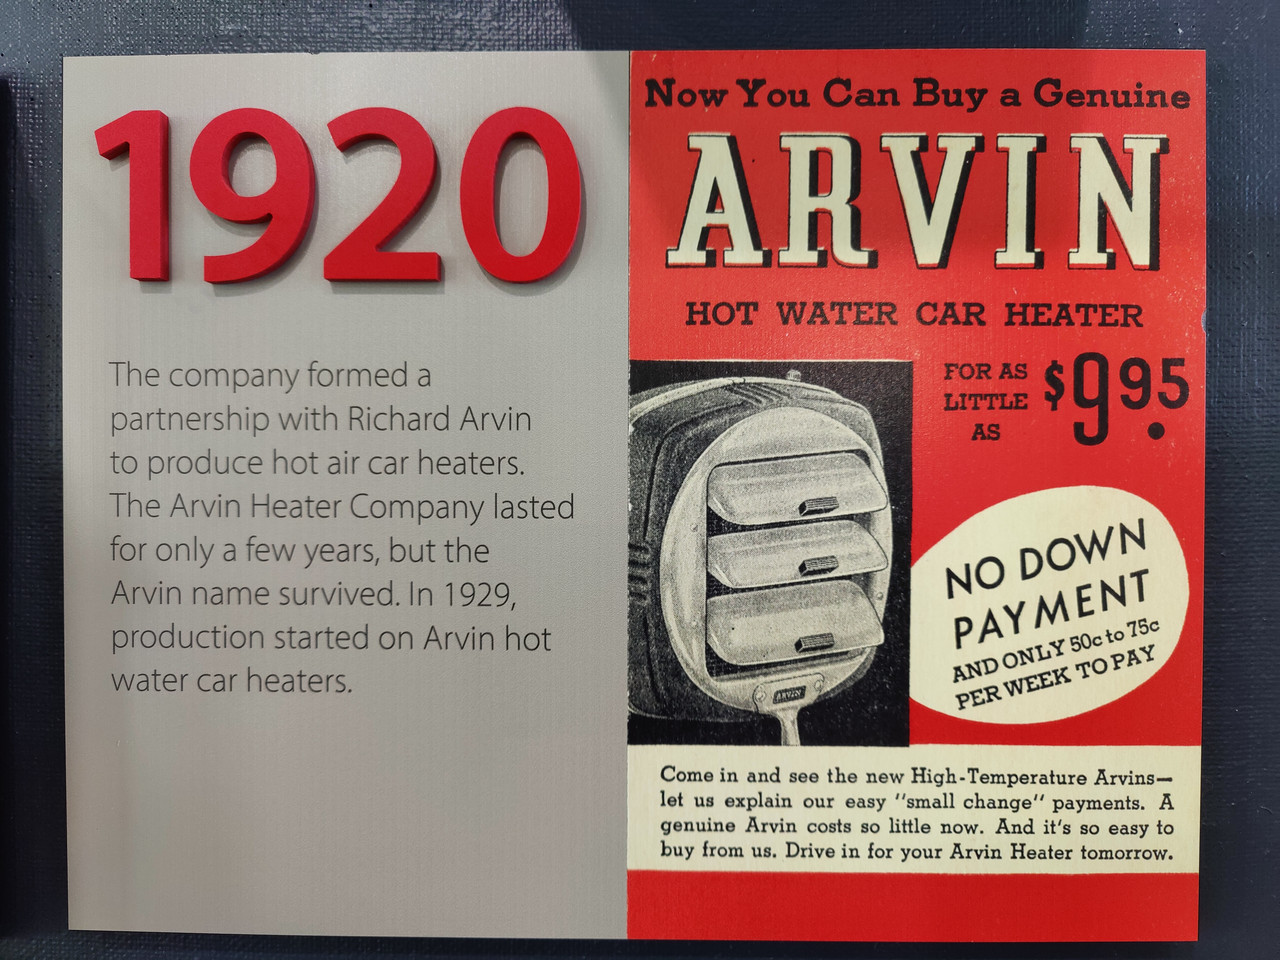 1920
The company formed a
partnership with Richard Arvin
to produce hot air car heaters.
The Arvin Heater Company lasted
for only a few years, but the
Arvin name survived. In 1929,
production started on Arvin hot
water car heaters.
Now You Can Buy a Genuine
ARVIN
HOT WATER CAR HEATER
FOR AS
LITTLE
AS
$9.95
NO DOWN
PAYMENT
AND ONLY 50c to 75c
PER WEEK TO PAY
ARVIN
Come in and see the new High-Temperature Arvins—
let us explain our easy "small change" payments. A
genuine Arvin costs so little now. And it's so easy to
buy from us. Drive in for your Arvin Heater tomorrow.